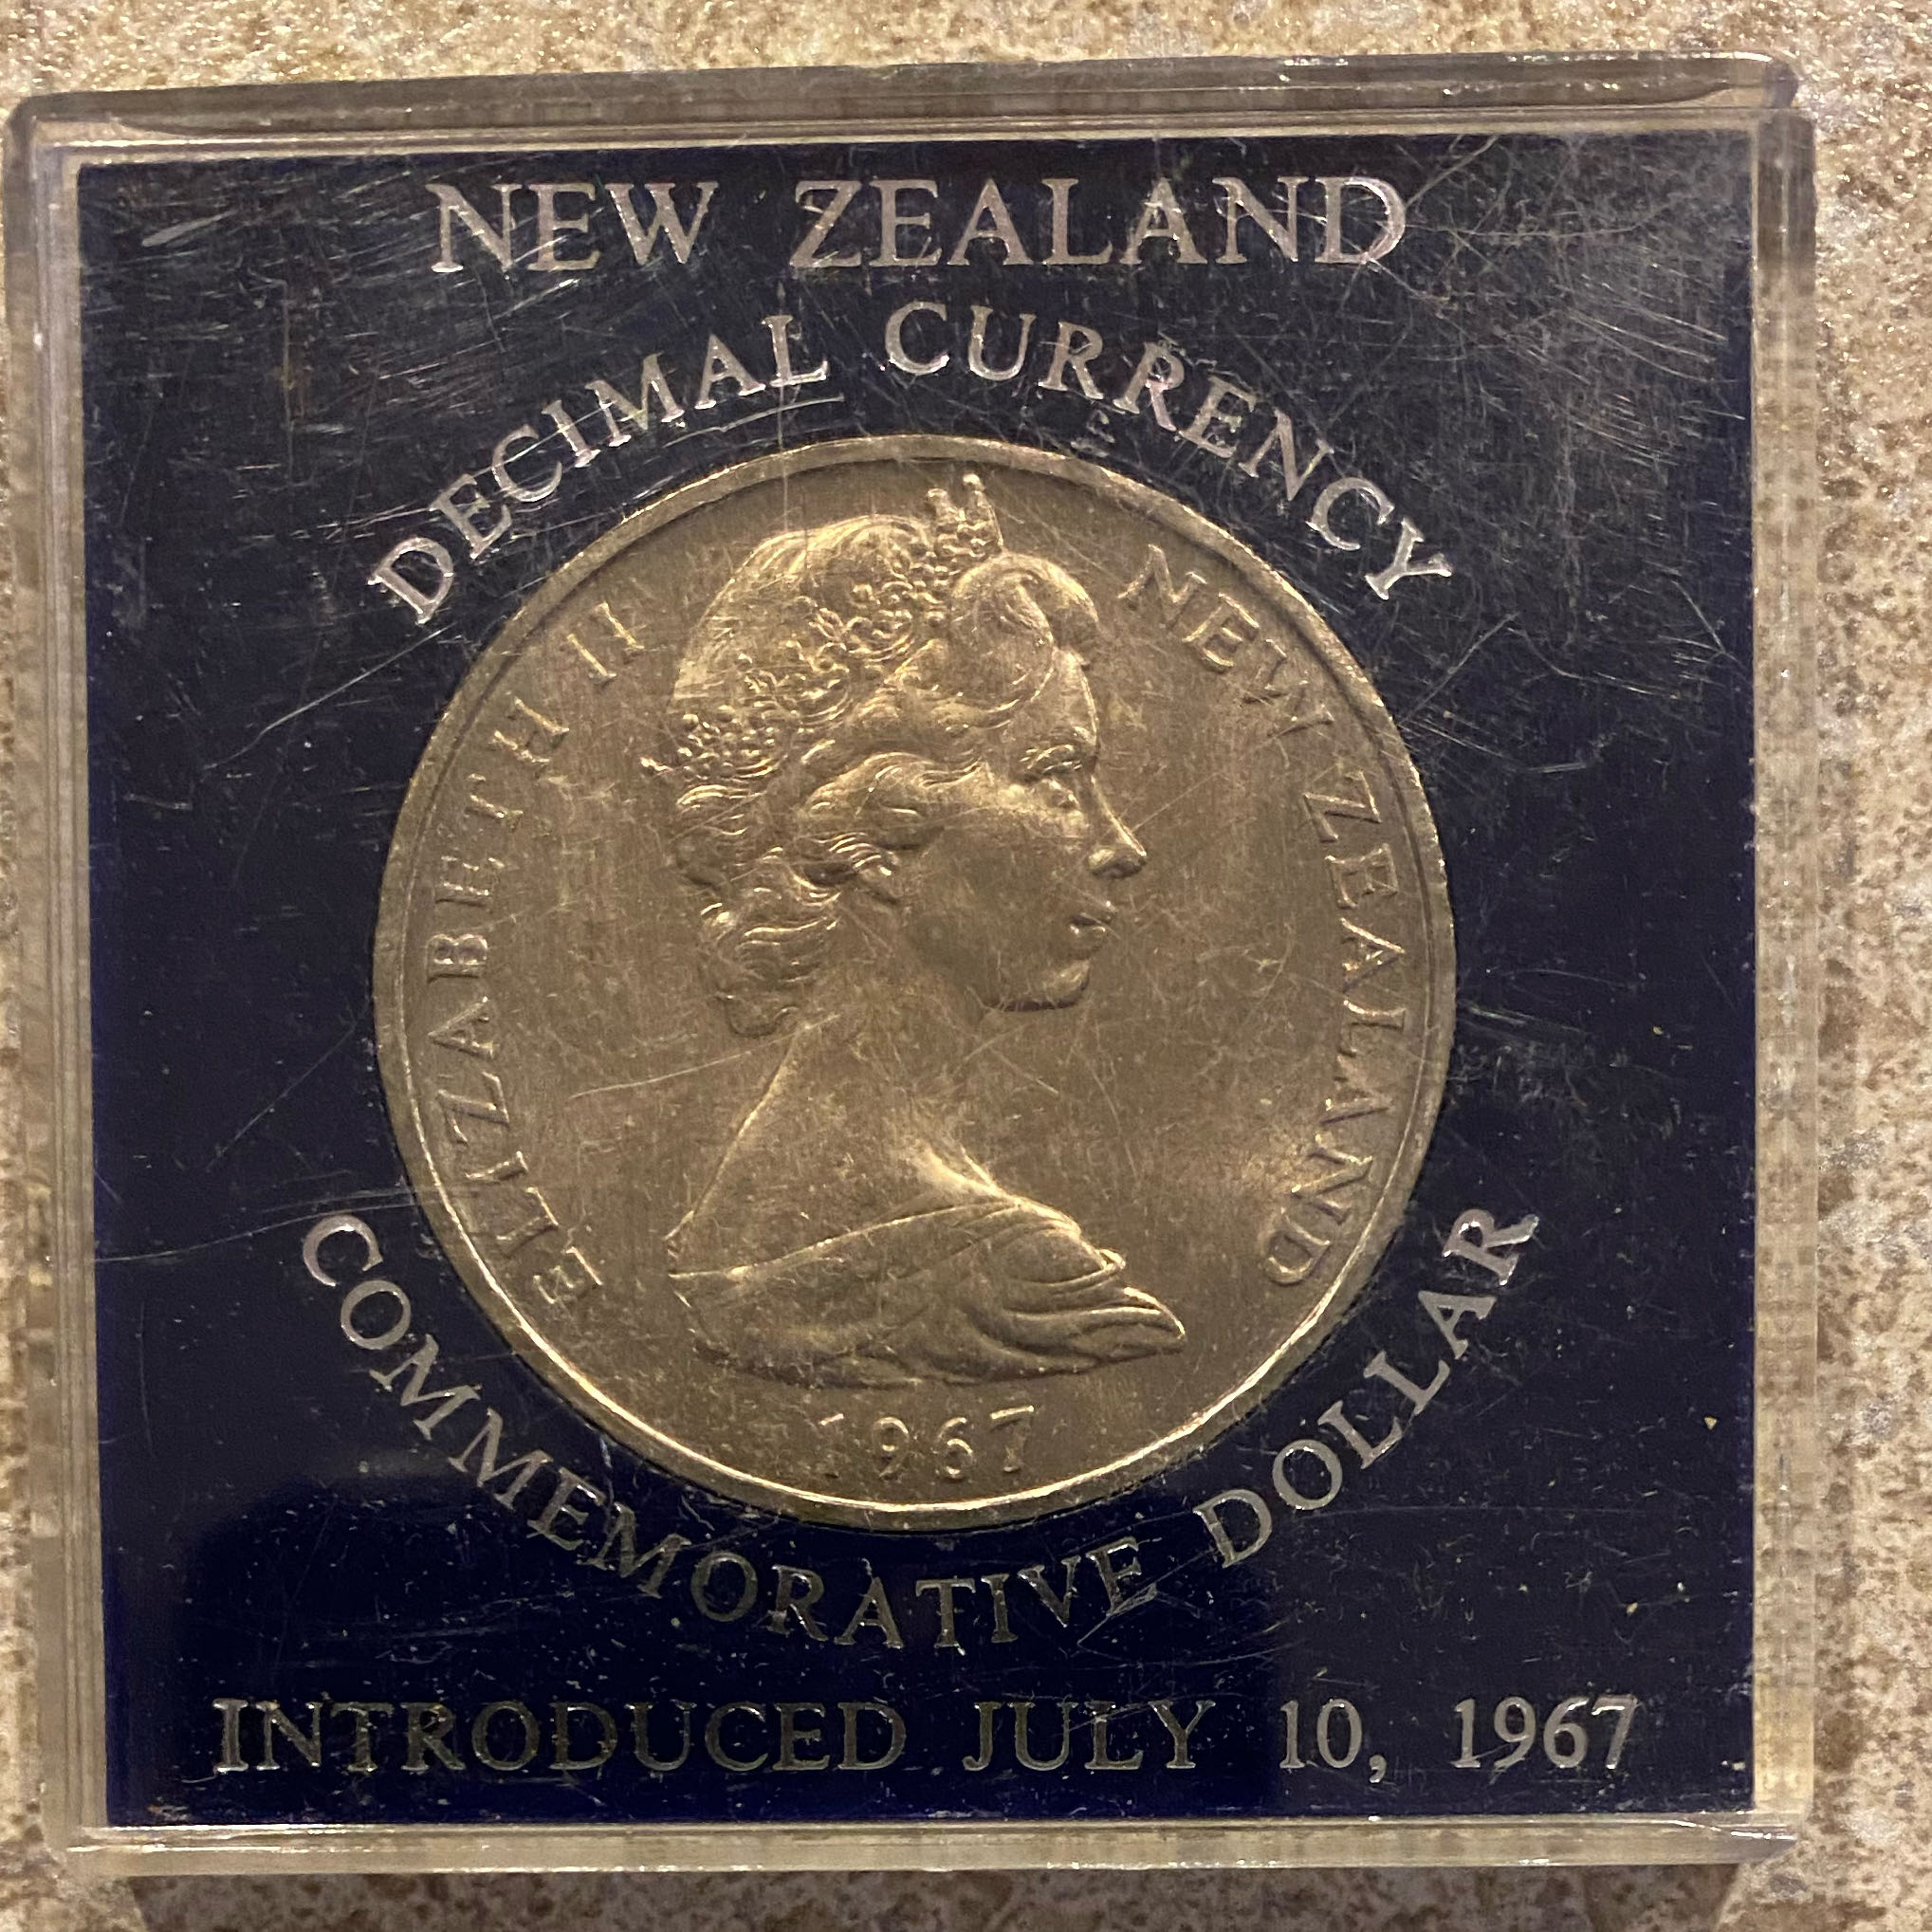 NEW ZEALAND
DECIMAL CURRENCY
ELIZABETH II
NEW ZEALAND
1967
COMMEMORATIVE DOLLAR
INTRODUCED JULY 10, 1967